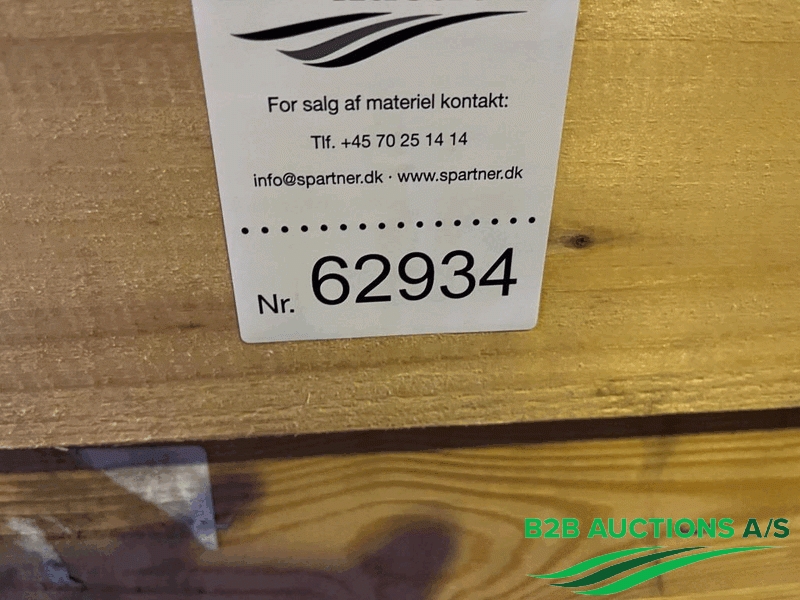 For salg af materiel kontakt:
Tlf. +45 70 25 14 14
info@spartner.dk · www.spartner.dk
Nr. 62934
B2B AUCTIONS A/S